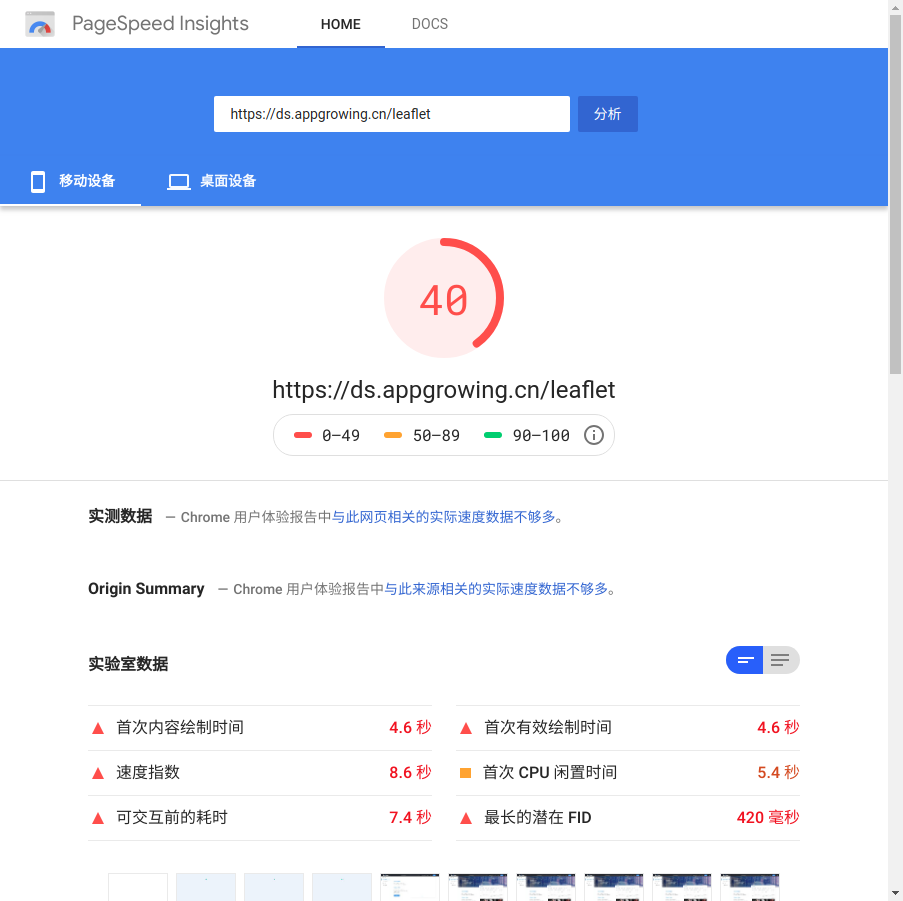 PageSpeed Insights HOME DOCS
https://ds.appgrowing.cn/leaflet 分析
移动设备 桌面设备
40
https://ds.appgrowing.cn/leaflet
0–49 50–89 90–100
实测数据 — Chrome 用户体验报告中与此网页相关的实际速度数据不够多。
Origin Summary — Chrome 用户体验报告中与此来源相关的实际速度数据不够多。
实验室数据
首次内容绘制时间 4.6 秒 首次有效绘制时间 4.6 秒
速度指数 8.6 秒 首次 CPU 闲置时间 5.4 秒
可交互前的耗时 7.4 秒 最长的潜在 FID 420 毫秒